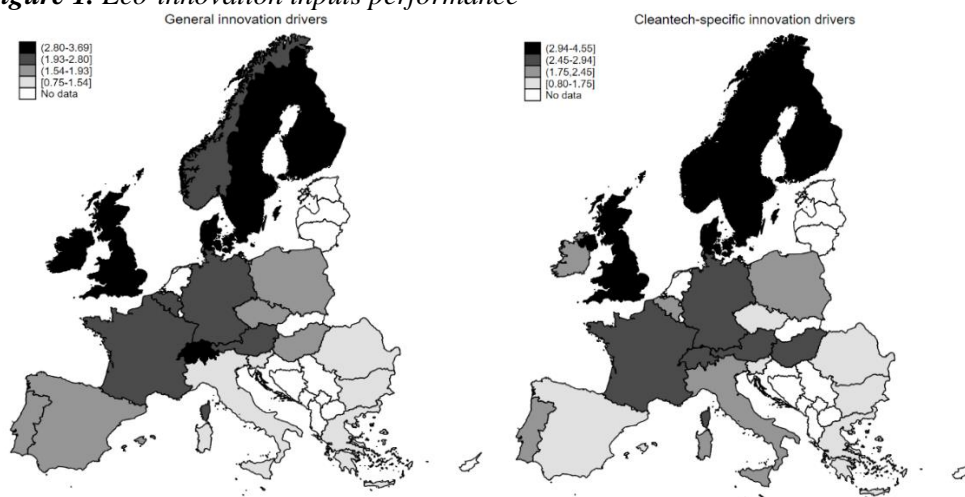 Figure 1. Eco-innovation inputs performance
General innovation drivers
(2.80-3.69]
(1.93-2.80]
(1.54-1.93]
[0.75-1.54]
No data
Cleantech-specific innovation drivers
(2.94-4.55]
(2.45-2.94]
(1.75,2.45]
[0.80-1.75]
No data